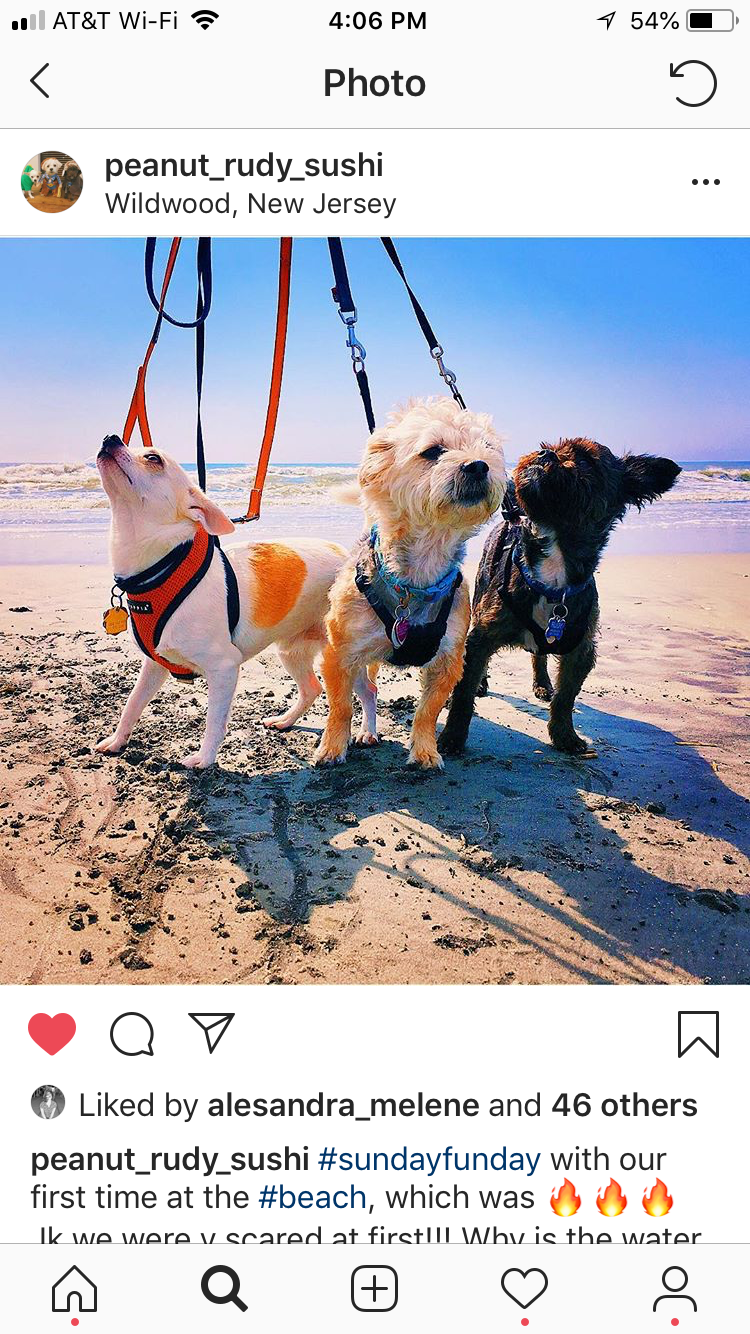 AT&T Wi-Fi 4:06 PM 54%
Photo
peanut_rudy_sushi
Wildwood, New Jersey
Liked by alesandra_melene and 46 others
peanut_rudy_sushi #sundayfunday with our
first time at the #beach, which was 🔥🔥🔥
Ik we were v scared at first!!! Why is the water